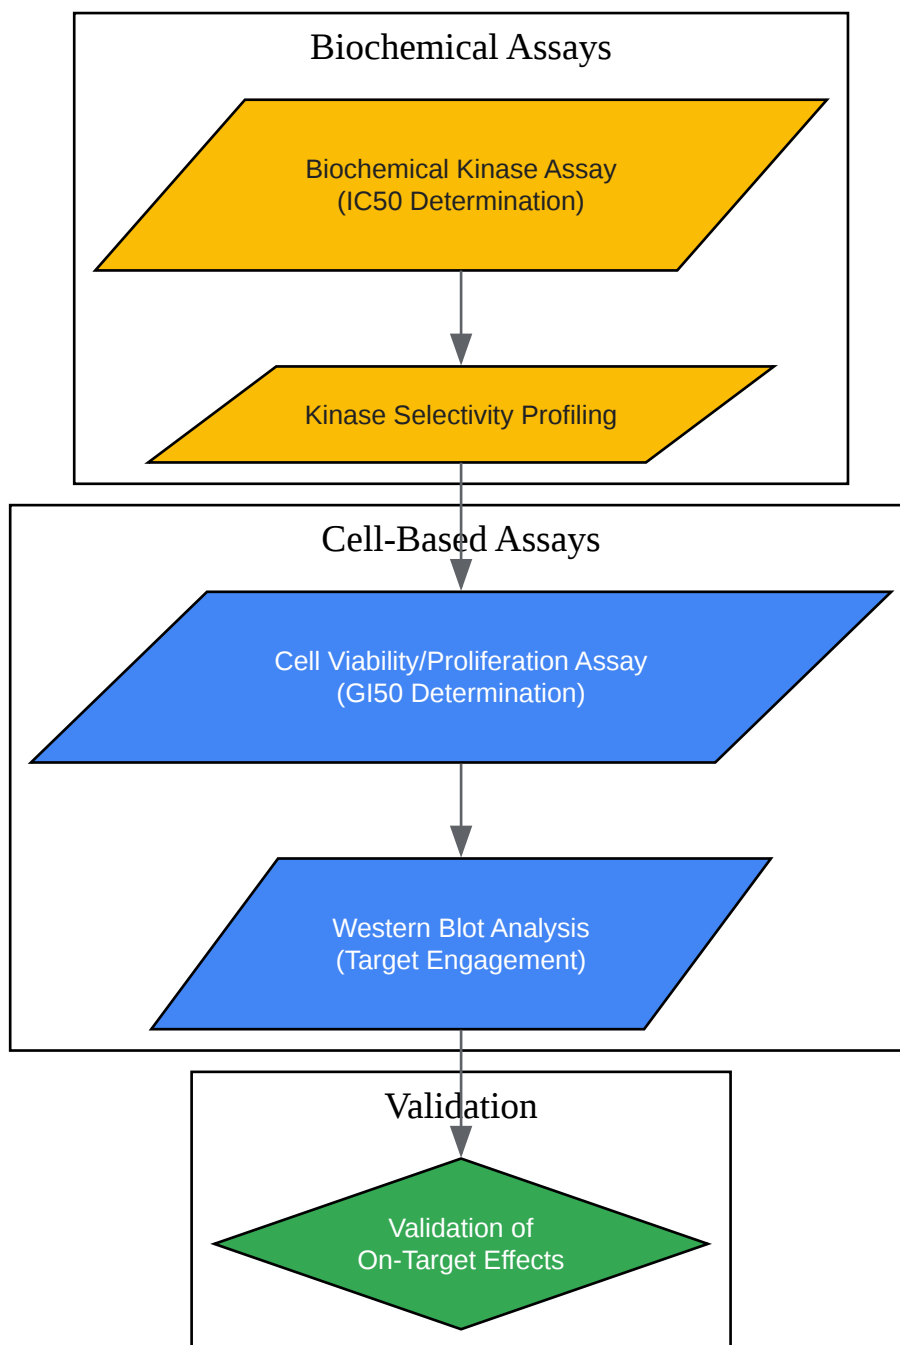 Biochemical Assays
Biochemical Kinase Assay
(IC50 Determination)
Kinase Selectivity Profiling
Cell-Based Assays
Cell Viability/Proliferation Assay
(GI50 Determination)
Western Blot Analysis
(Target Engagement)
Validation
Validation of
On-Target Effects